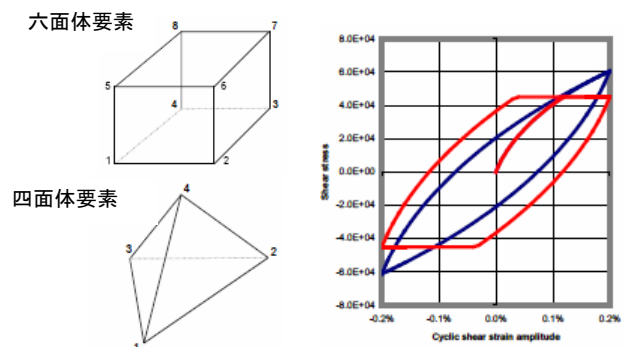 六面体要素
8
7
5
6
4
3
1
2
四面体要素
4
3
2
1
8.0E+04
6.0E+04
4.0E+04
2.0E+04
0.0E+00
-2.0E+04
-4.0E+04
-6.0E+04
-8.0E+04
Shear stress
-0.2% -0.1% 0.0% 0.1% 0.2%
Cyclic shear strain amplitude